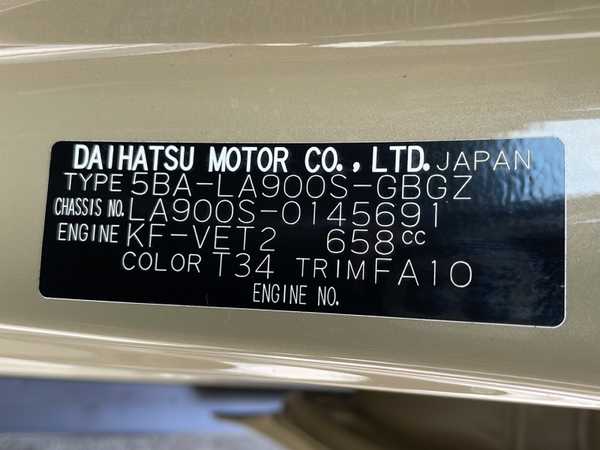 DAIHATSU MOTOR CO., LTD. JAPAN
TYPE 5BA-LA900S-GBGZ
CHASSIS NO. LA900S-0145691
ENGINE KF-VET2 658cc
COLOR T34 TRIM FA10
ENGINE NO.